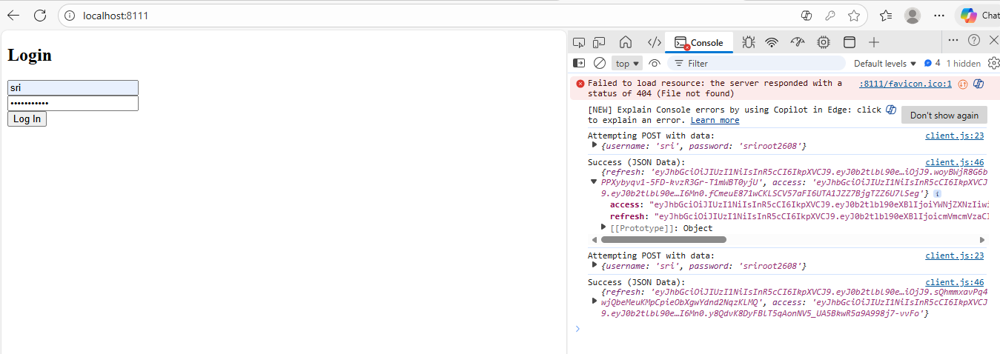 localhost:8111
Chat
Login
sri
Log In
Console
top
Filter
Default levels
4
1 hidden
Failed to load resource: the server responded with a :8111/favicon.ico:1
status of 404 (File not found)
[NEW] Explain Console errors by using Copilot in Edge: click
to explain an error. Learn more
Don't show again
Attempting POST with data: client.js:23
{username: 'sri', password: 'sriroot2608'}
Success (JSON Data): client.js:46
{refresh: 'eyJhbGciOiJIUzI1NiIsInR5cCI6IkpXVCJ9.eyJ0b2tlbl90e…iOjJ9.woyBWjR8G6b
PPXybyqv1-5FD-kvzR3Gr-T1mWBT0yjU', access: 'eyJhbGciOiJIUzI1NiIsInR5cCI6IkpXVCJ
9.eyJ0b2tlbl90e…I6Mn0.fCmeuE871wCKLSCV57aFI6UTA1JZZ7BjgTZZ6U7lSeg'}
access: "eyJhbGciOiJIUzI1NiIsInR5cCI6IkpXVCJ9.eyJ0b2tlbl90eXBlIjoiYWNjZXNzIiwi
refresh: "eyJhbGciOiJIUzI1NiIsInR5cCI6IkpXVCJ9.eyJ0b2tlbl90eXBlIjoicmVmcmVzaCI
[[Prototype]]: Object
Attempting POST with data: client.js:23
{username: 'sri', password: 'sriroot2608'}
Success (JSON Data): client.js:46
{refresh: 'eyJhbGciOiJIUzI1NiIsInR5cCI6IkpXVCJ9.eyJ0b2tlbl90e…iOjJ9.sQhmmxavPq4
wjQbeMeuKMpCpieObXgwYdnd2NqzKLMQ', access: 'eyJhbGciOiJIUzI1NiIsInR5cCI6IkpXVCJ
9.eyJ0b2tlbl90e…I6Mn0.y8QdvK8DyFBlT5qAonNV5_UA5BkwR5a9A998j7-vvFo'}